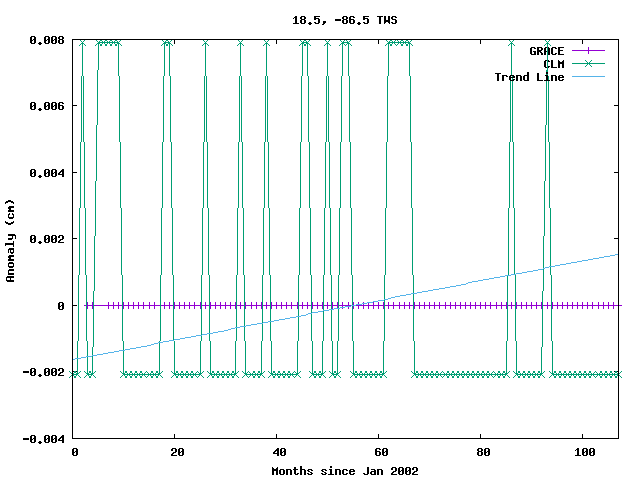 18.5, -86.5 TWS
0.008
GRACE
CLM
Trend Line
0.006
0.004
0.002
0
-0.002
-0.004
Anomaly (cm)
0 20 40 60 80 100
Months since Jan 2002